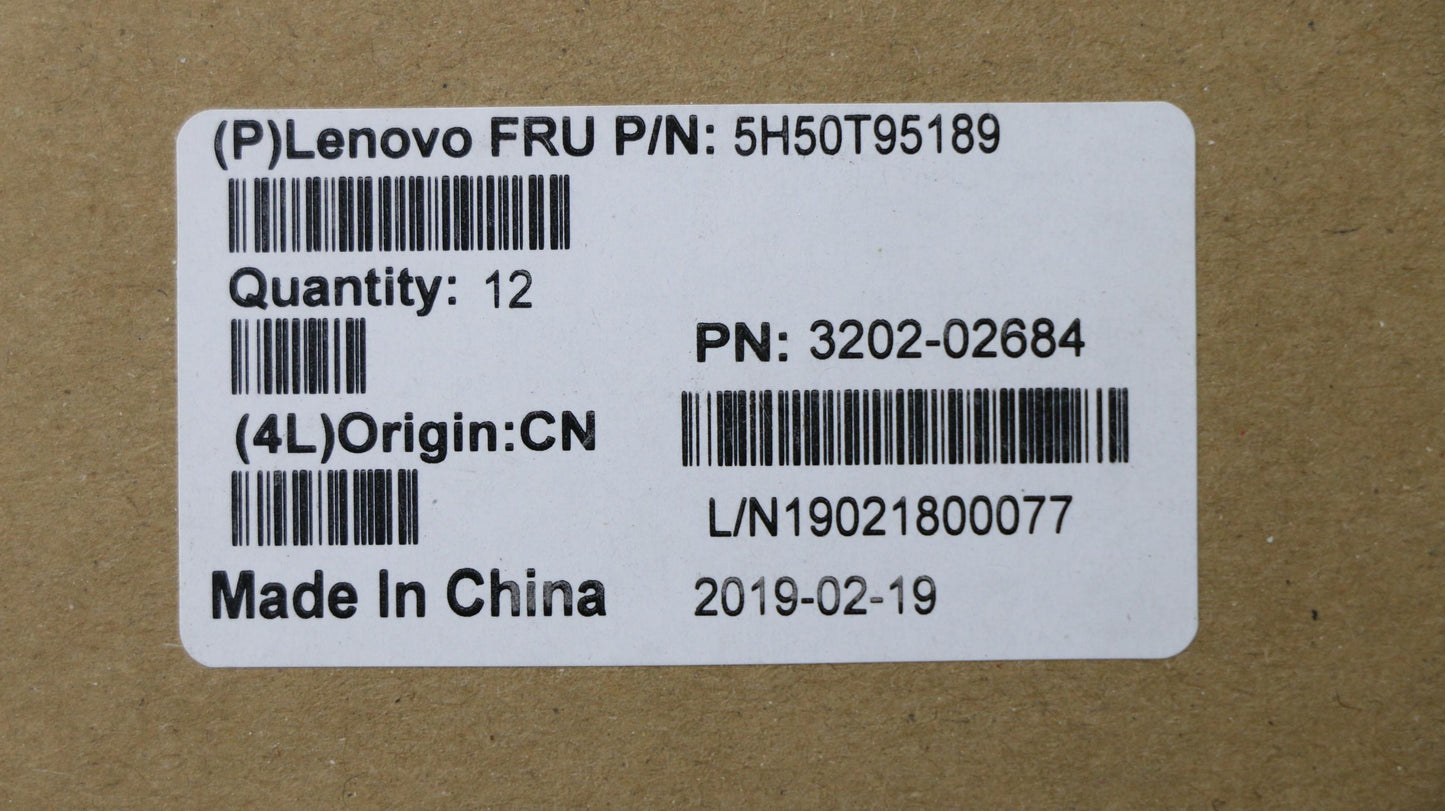 (P)Lenovo FRU P/N: 5H50T95189
Quantity: 12
PN: 3202-02684
(4L)Origin:CN
L/N19021800077
Made In China
2019-02-19